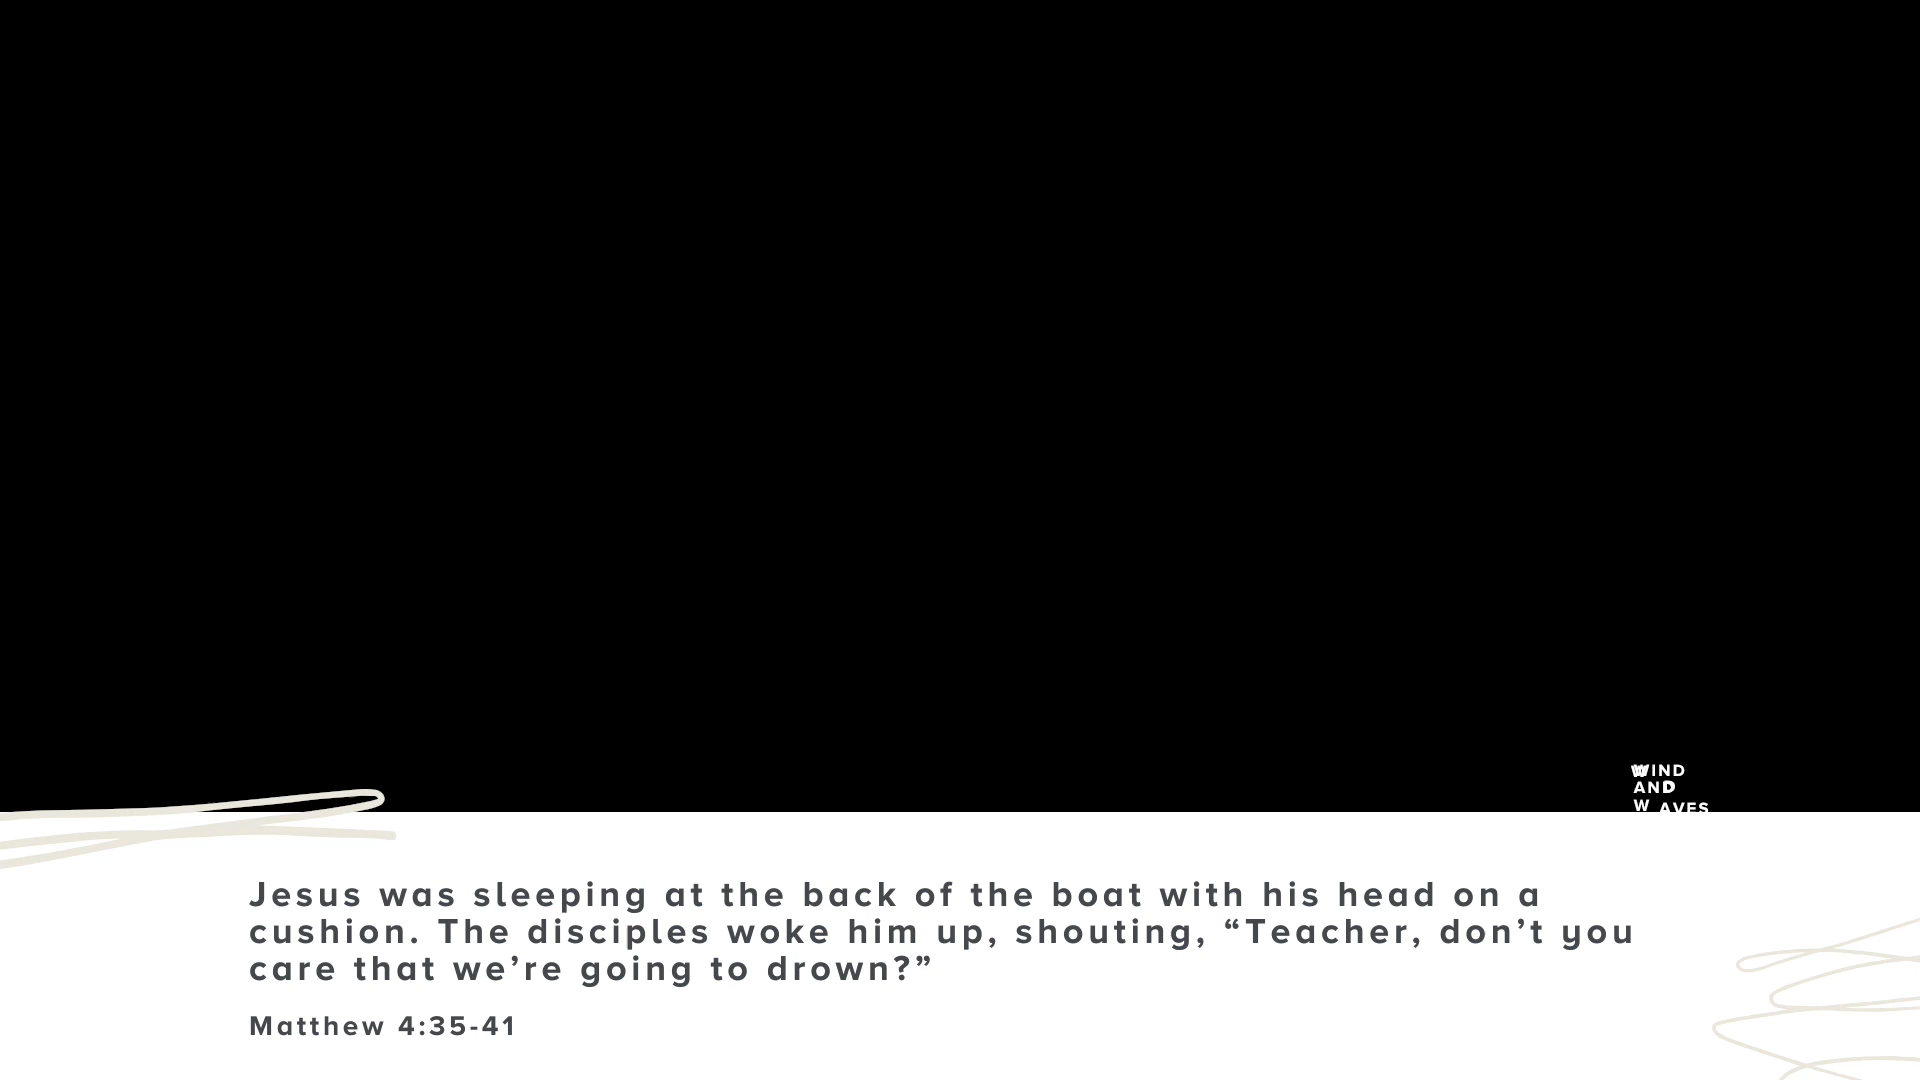 WIND
AND
W AVES
Jesus was sleeping at the back of the boat with his head on a
cushion. The disciples woke him up, shouting, “Teacher, don’t you
care that we’re going to drown?”
Matthew 4:35-41